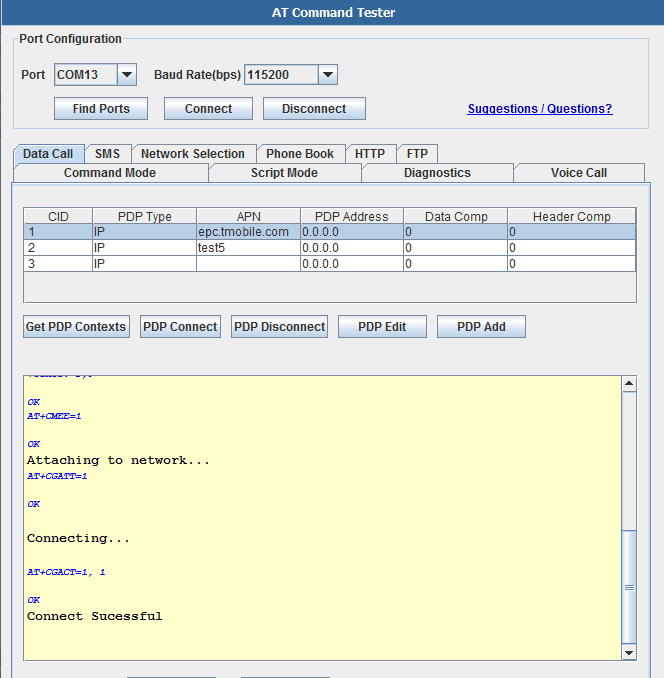 AT Command Tester
Port Configuration
Port COM13 Baud Rate(bps) 115200
Find Ports Connect Disconnect Suggestions / Questions?
Data Call SMS Network Selection Phone Book HTTP FTP
Command Mode Script Mode Diagnostics Voice Call
CID PDP Type APN PDP Address Data Comp Header Comp
1 IP epc.tmobile.com 0.0.0.0 0 0
2 IP test5 0.0.0.0 0 0
3 IP 0.0.0.0 0 0
Get PDP Contexts PDP Connect PDP Disconnect PDP Edit PDP Add
OK
AT+CMEE=1
OK
Attaching to network...
AT+CGATT=1
OK
Connecting...
AT+CGACT=1, 1
OK
Connect Sucessful